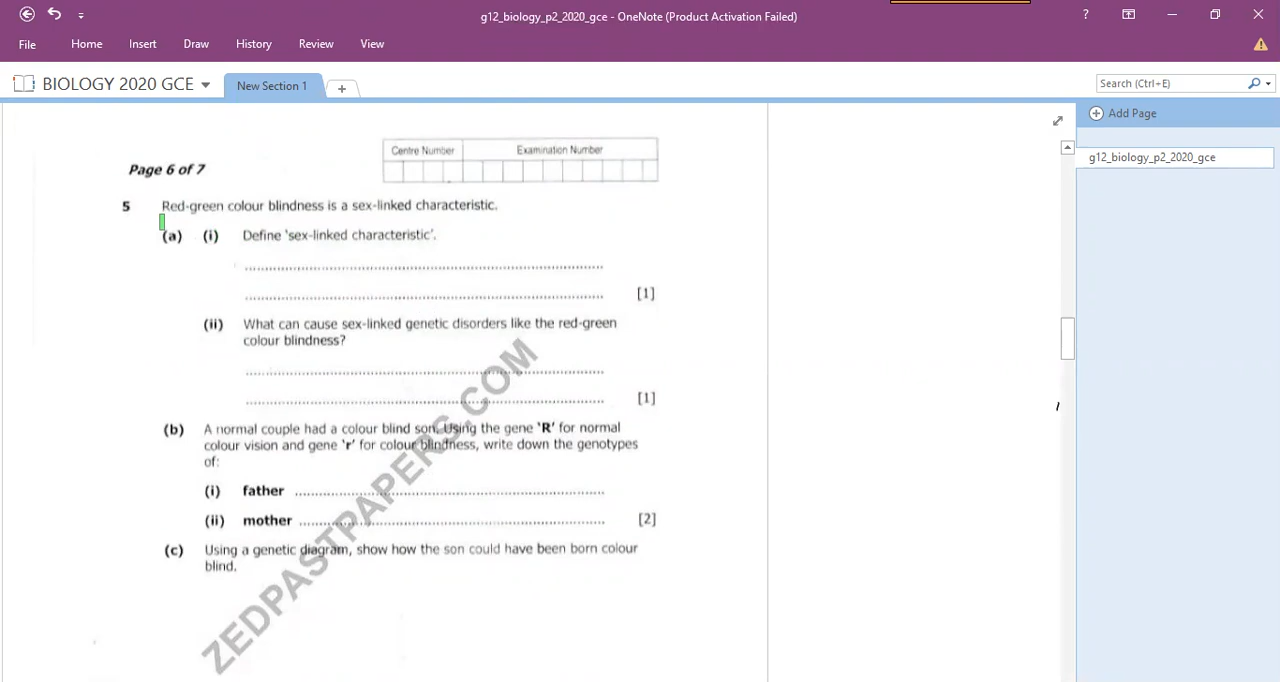 g12_biology_p2_2020_gce - OneNote (Product Activation Failed)
File Home Insert Draw History Review View
BIOLOGY 2020 GCE New Section 1 +
Search (Ctrl+E)
Add Page
g12_biology_p2_2020_gce
Centre Number Examination Number
Page 6 of 7
5 Red-green colour blindness is a sex-linked characteristic.
(a) (i) Define 'sex-linked characteristic'.
[1]
(ii) What can cause sex-linked genetic disorders like the red-green
colour blindness?
[1]
(b) A normal couple had a colour blind son. Using the gene 'R' for normal
colour vision and gene 'r' for colour blindness, write down the genotypes
of:
(i) father
(ii) mother [2]
(c) Using a genetic diagram, show how the son could have been born colour
blind.
ZEDPASTPAPERS.COM